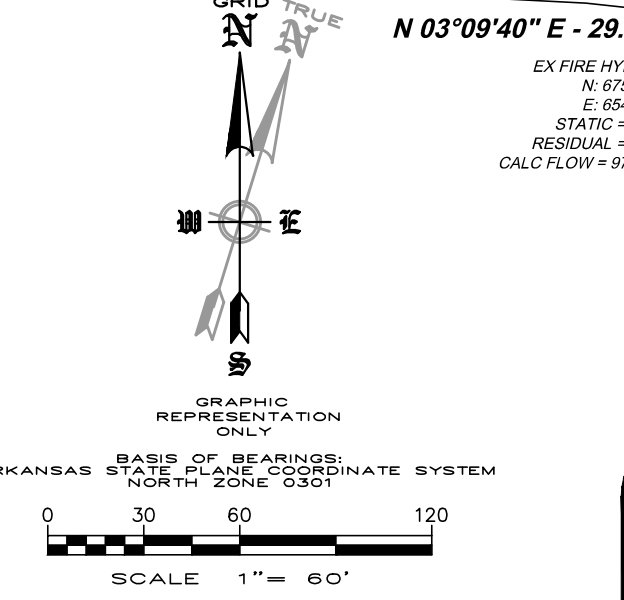 GRID
TRUE
N
N
N 03°09'40" E - 29.
EX FIRE HY
N: 675
E: 654
STATIC =
RESIDUAL =
CALC FLOW = 97
W
E
S
GRAPHIC
REPRESENTATION
ONLY
BASIS OF BEARINGS:
RKANSAS STATE PLANE COORDINATE SYSTEM
NORTH ZONE 0301
0 30 60 120
SCALE 1"= 60'